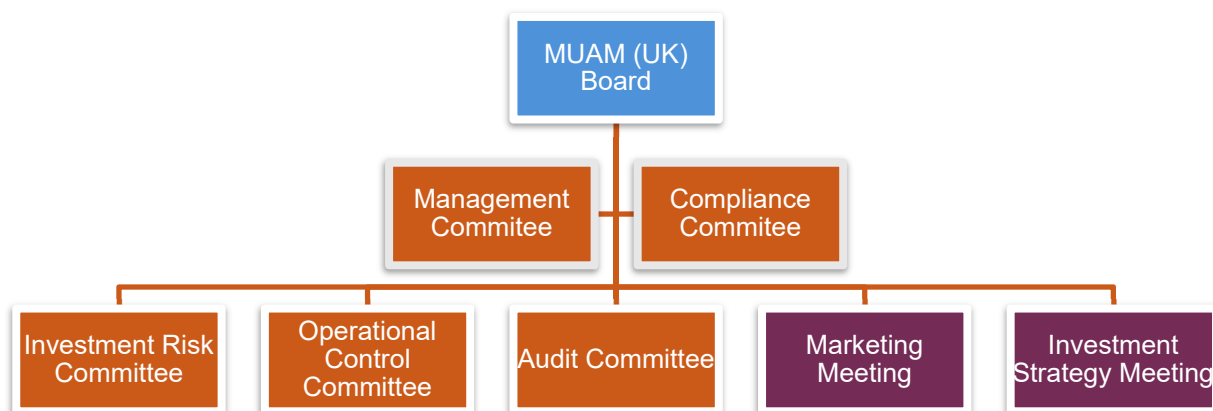 MUAM (UK)
Board
Management
Commitee
Compliance
Commitee
Investment Risk
Committee
Operational
Control
Committee
Audit Committee
Marketing
Meeting
Investment
Strategy Meeting